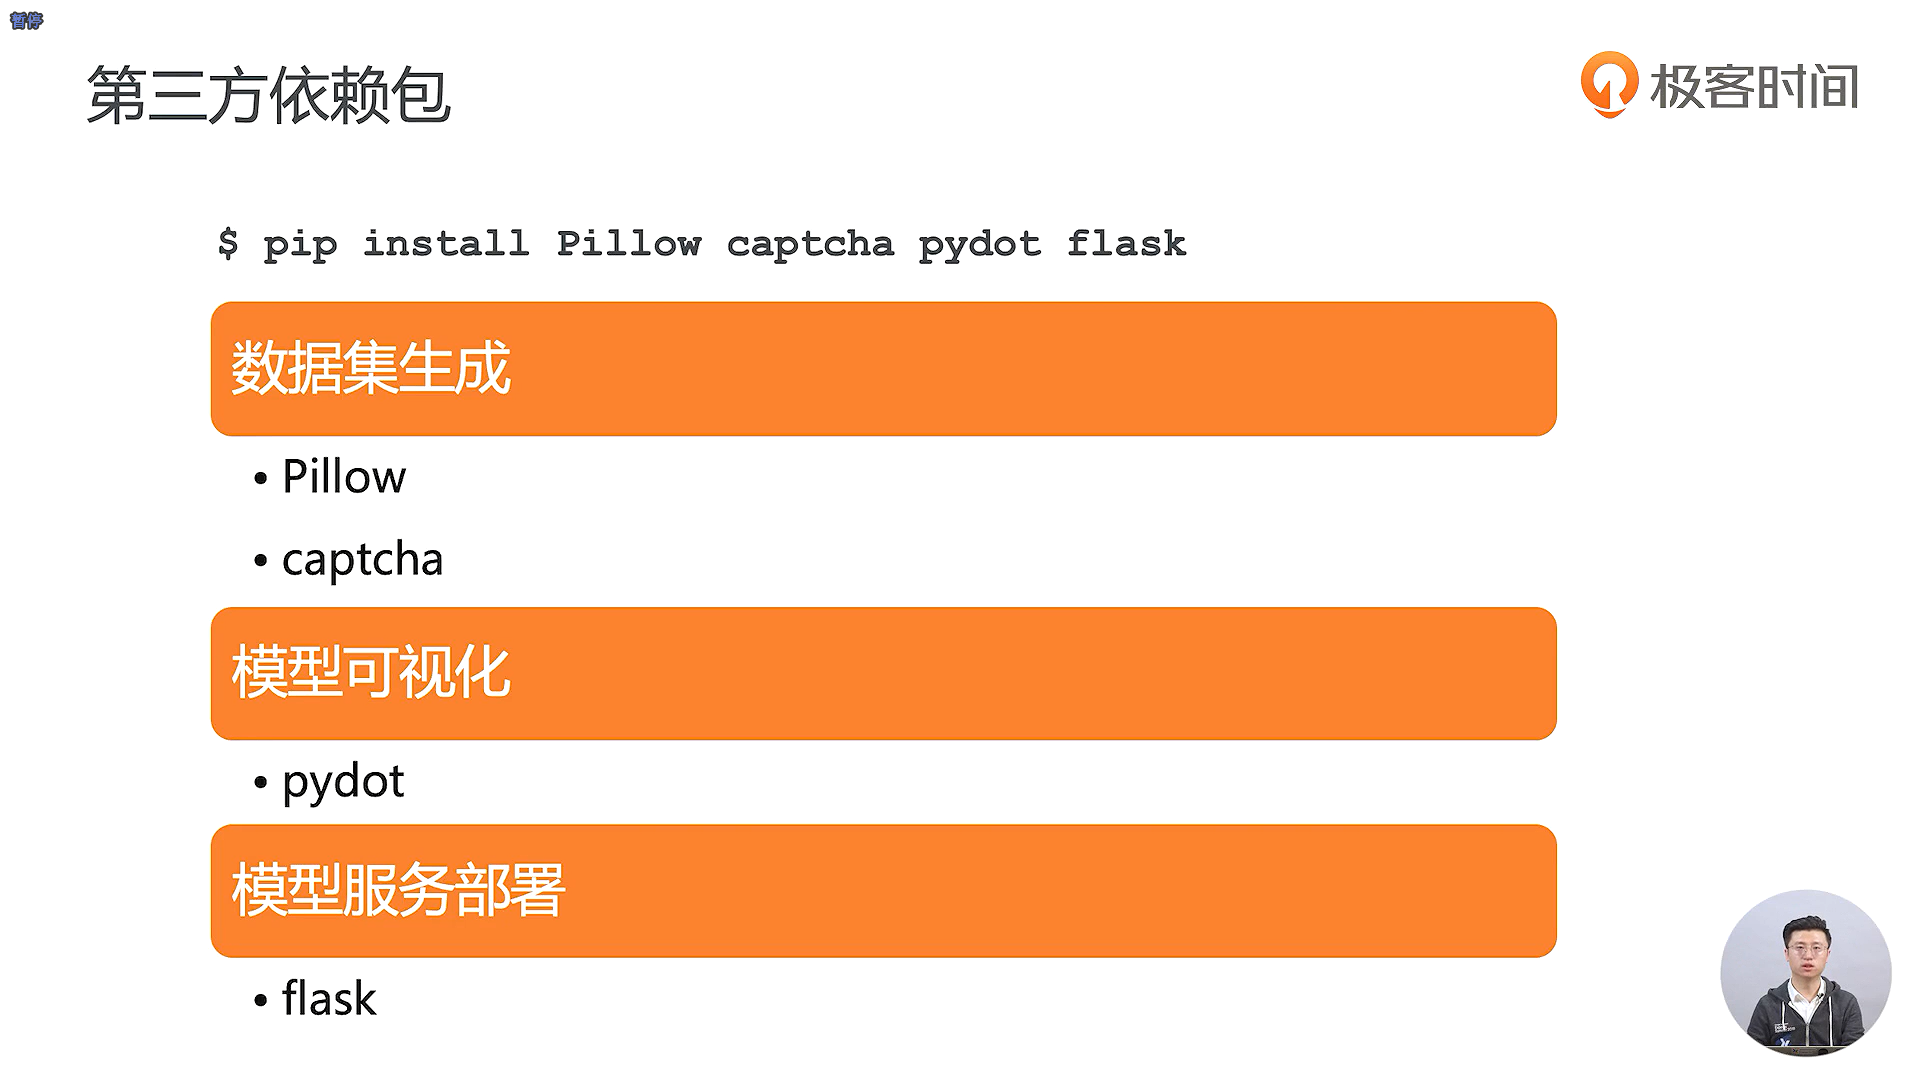 暂停
第三方依赖包
极客时间
$ pip install Pillow captcha pydot flask
数据集生成
• Pillow
• captcha
模型可视化
• pydot
模型服务部署
• flask